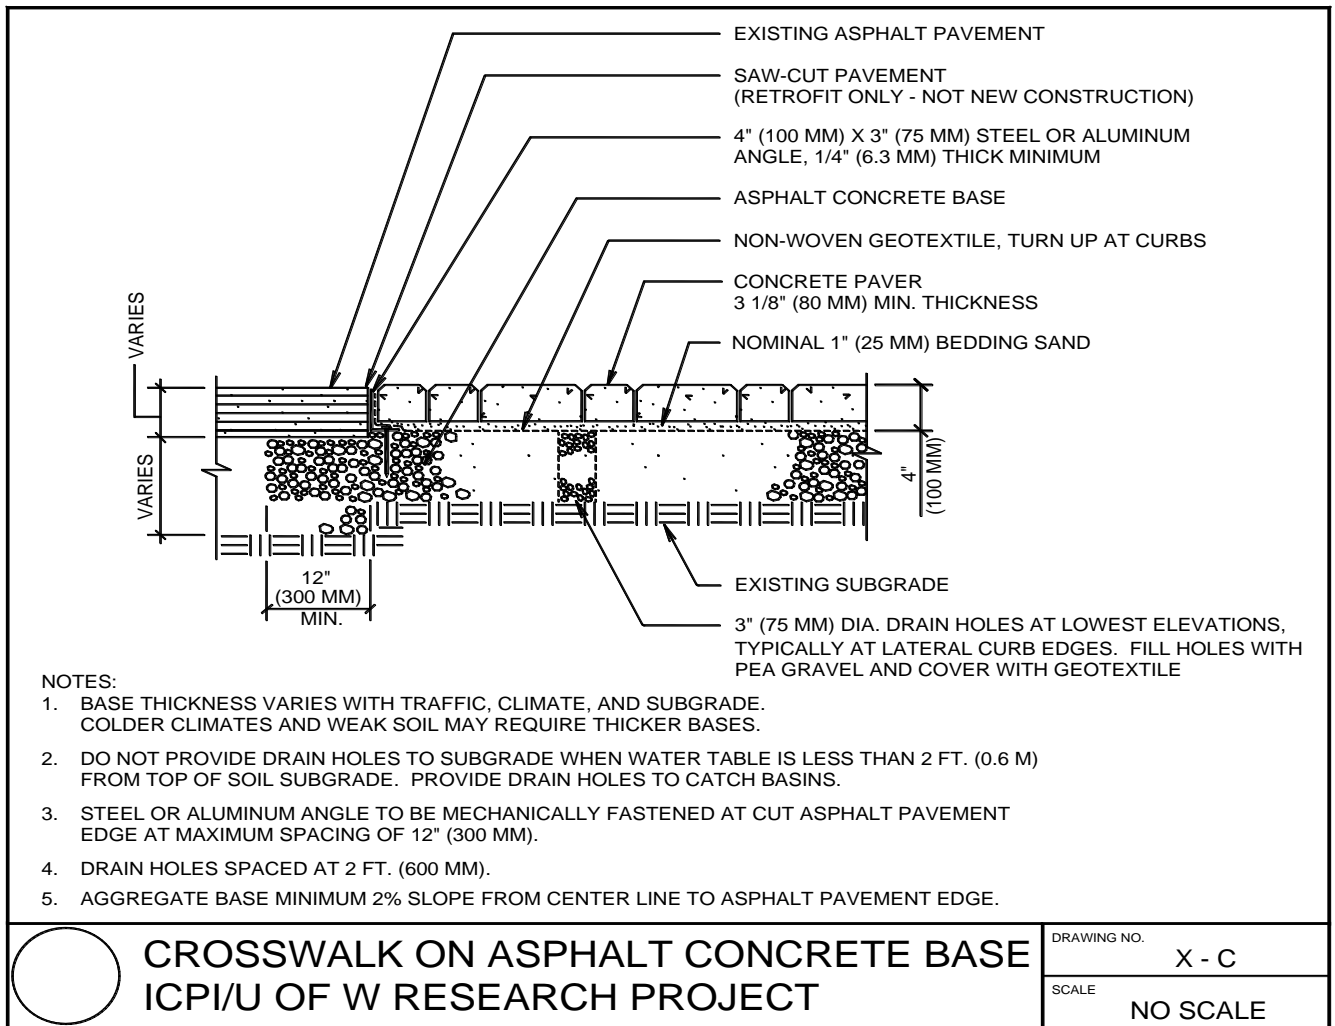 EXISTING ASPHALT PAVEMENT
SAW-CUT PAVEMENT
(RETROFIT ONLY - NOT NEW CONSTRUCTION)
4" (100 MM) X 3" (75 MM) STEEL OR ALUMINUM
ANGLE, 1/4" (6.3 MM) THICK MINIMUM
ASPHALT CONCRETE BASE
NON-WOVEN GEOTEXTILE, TURN UP AT CURBS
CONCRETE PAVER
3 1/8" (80 MM) MIN. THICKNESS
NOMINAL 1" (25 MM) BEDDING SAND
VARIES
VARIES
4"
(100 MM)
12"
(300 MM)
MIN.
EXISTING SUBGRADE
3" (75 MM) DIA. DRAIN HOLES AT LOWEST ELEVATIONS,
TYPICALLY AT LATERAL CURB EDGES. FILL HOLES WITH
PEA GRAVEL AND COVER WITH GEOTEXTILE
NOTES:
1. BASE THICKNESS VARIES WITH TRAFFIC, CLIMATE, AND SUBGRADE.
COLDER CLIMATES AND WEAK SOIL MAY REQUIRE THICKER BASES.
2. DO NOT PROVIDE DRAIN HOLES TO SUBGRADE WHEN WATER TABLE IS LESS THAN 2 FT. (0.6 M)
FROM TOP OF SOIL SUBGRADE. PROVIDE DRAIN HOLES TO CATCH BASINS.
3. STEEL OR ALUMINUM ANGLE TO BE MECHANICALLY FASTENED AT CUT ASPHALT PAVEMENT
EDGE AT MAXIMUM SPACING OF 12" (300 MM).
4. DRAIN HOLES SPACED AT 2 FT. (600 MM).
5. AGGREGATE BASE MINIMUM 2% SLOPE FROM CENTER LINE TO ASPHALT PAVEMENT EDGE.
CROSSWALK ON ASPHALT CONCRETE BASE
ICPI/U OF W RESEARCH PROJECT
DRAWING NO.
X - C
SCALE
NO SCALE